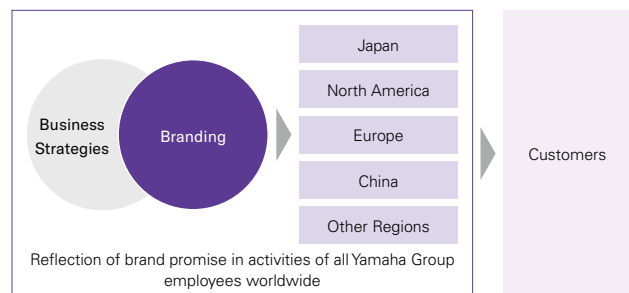 Business
Strategies
Branding
Japan
North America
Europe
China
Other Regions
Customers
Reflection of brand promise in activities of all Yamaha Group
employees worldwide